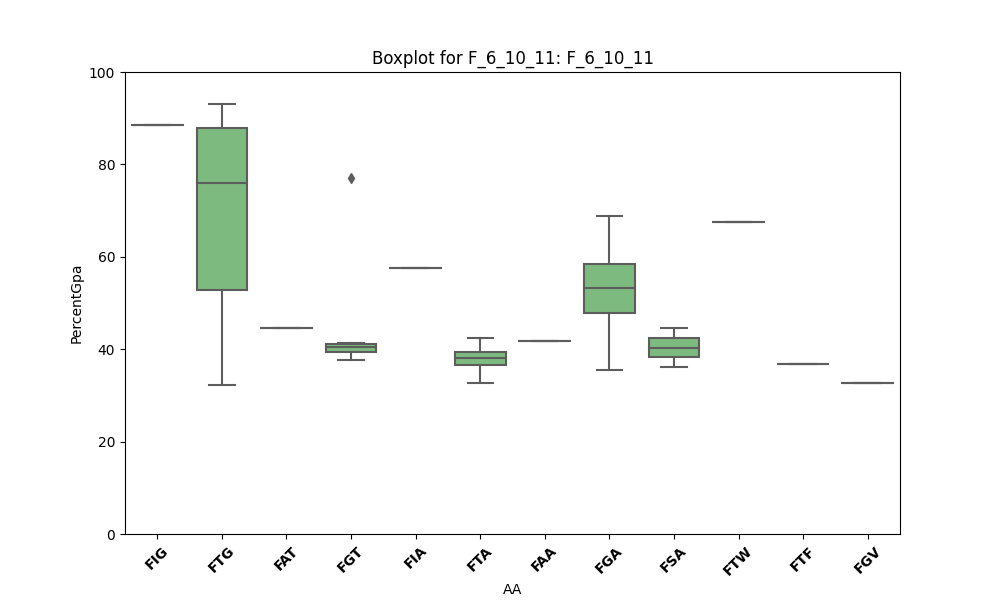 Boxplot for F_6_10_11: F_6_10_11
100
80
60
40
20
0
PercentGpa
FIG FTG FAT FGT FIA FTA FAA FGA FSA FTW FTF FGV
AA